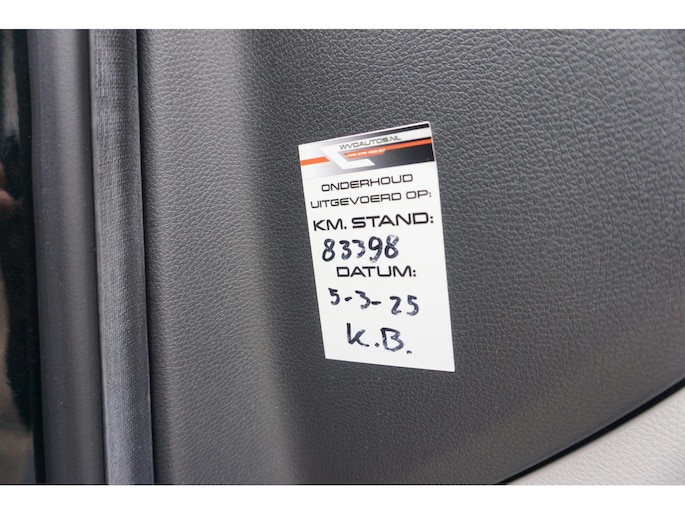 WVDAUTOS.NL
ONDERHOUD
UITGEVOERD OP:
KM. STAND:
83398
DATUM:
5-3-25
K.B.